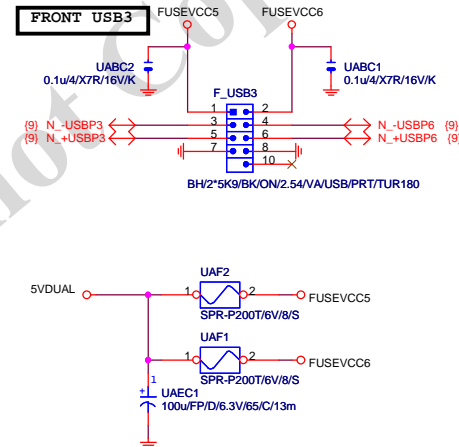 FRONT USB3
FUSEVCC5
FUSEVCC6
UABC2
0.1u/4/X7R/16V/K
UABC1
0.1u/4/X7R/16V/K
F_USB3
1 2
{9} N_-USBP3 3 4 N_-USBP6 {9}
{9} N_+USBP3 5 6 N_+USBP6 {9
7 8
10
BH/2*5K9/BK/ON/2.54/VA/USB/PRT/TUR180
UAF2
5VDUAL 1 2 FUSEVCC5
SPR-P200T/6V/8/S
UAF1
1 2 FUSEVCC6
SPR-P200T/6V/8/S
1
+
UAEC1
100u/FP/D/6.3V/65/C/13m
not Cop